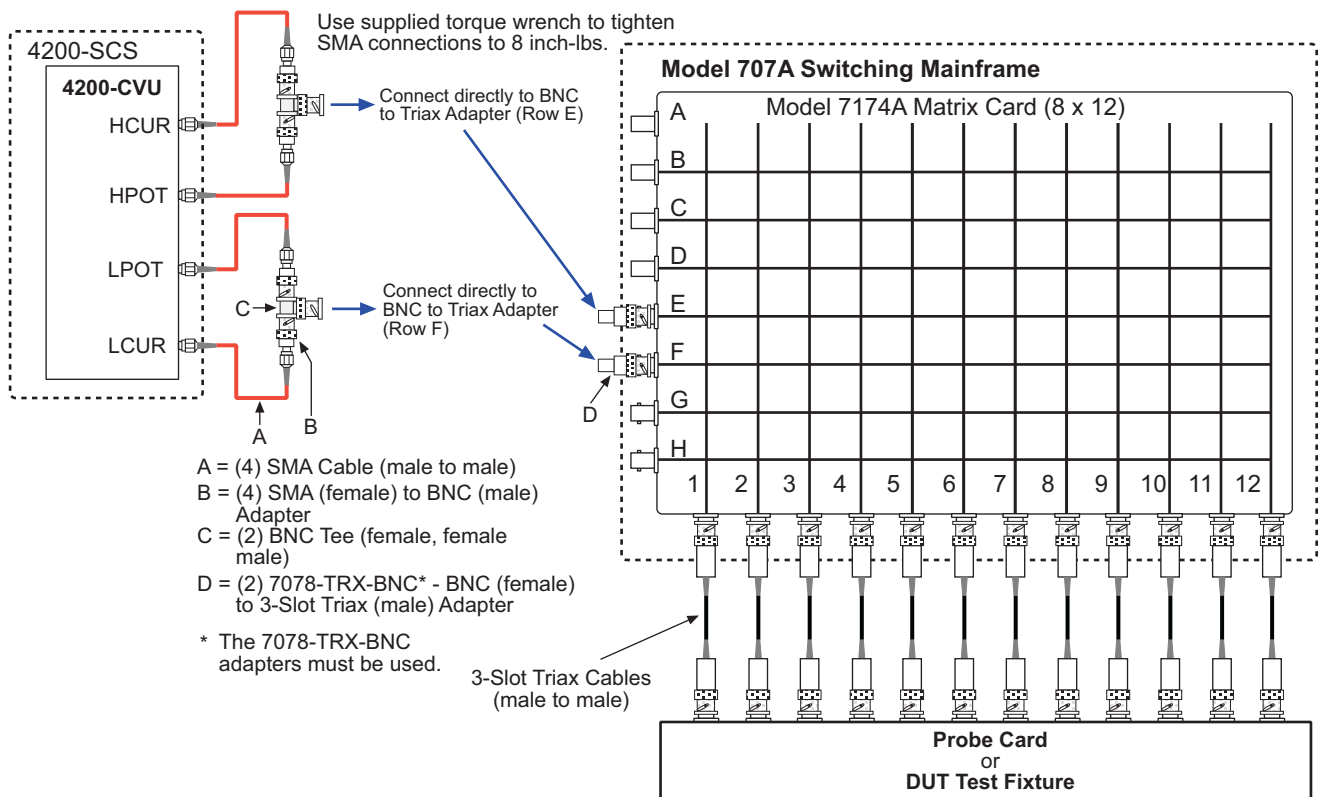 Use supplied torque wrench to tighten
SMA connections to 8 inch-lbs.
4200-SCS
4200-CVU
HCUR
HPOT
LPOT
LCUR
Connect directly to BNC
to Triax Adapter (Row E)
Connect directly to
BNC to Triax Adapter
(Row F)
C
A
B
D
A = (4) SMA Cable (male to male)
B = (4) SMA (female) to BNC (male)
Adapter
C = (2) BNC Tee (female, female
male)
D = (2) 7078-TRX-BNC* - BNC (female)
to 3-Slot Triax (male) Adapter
* The 7078-TRX-BNC
adapters must be used.
Model 707A Switching Mainframe
Model 7174A Matrix Card (8 x 12)
A
B
C
D
E
F
G
H
1 2 3 4 5 6 7 8 9 10 11 12
3-Slot Triax Cables
(male to male)
Probe Card
or
DUT Test Fixture